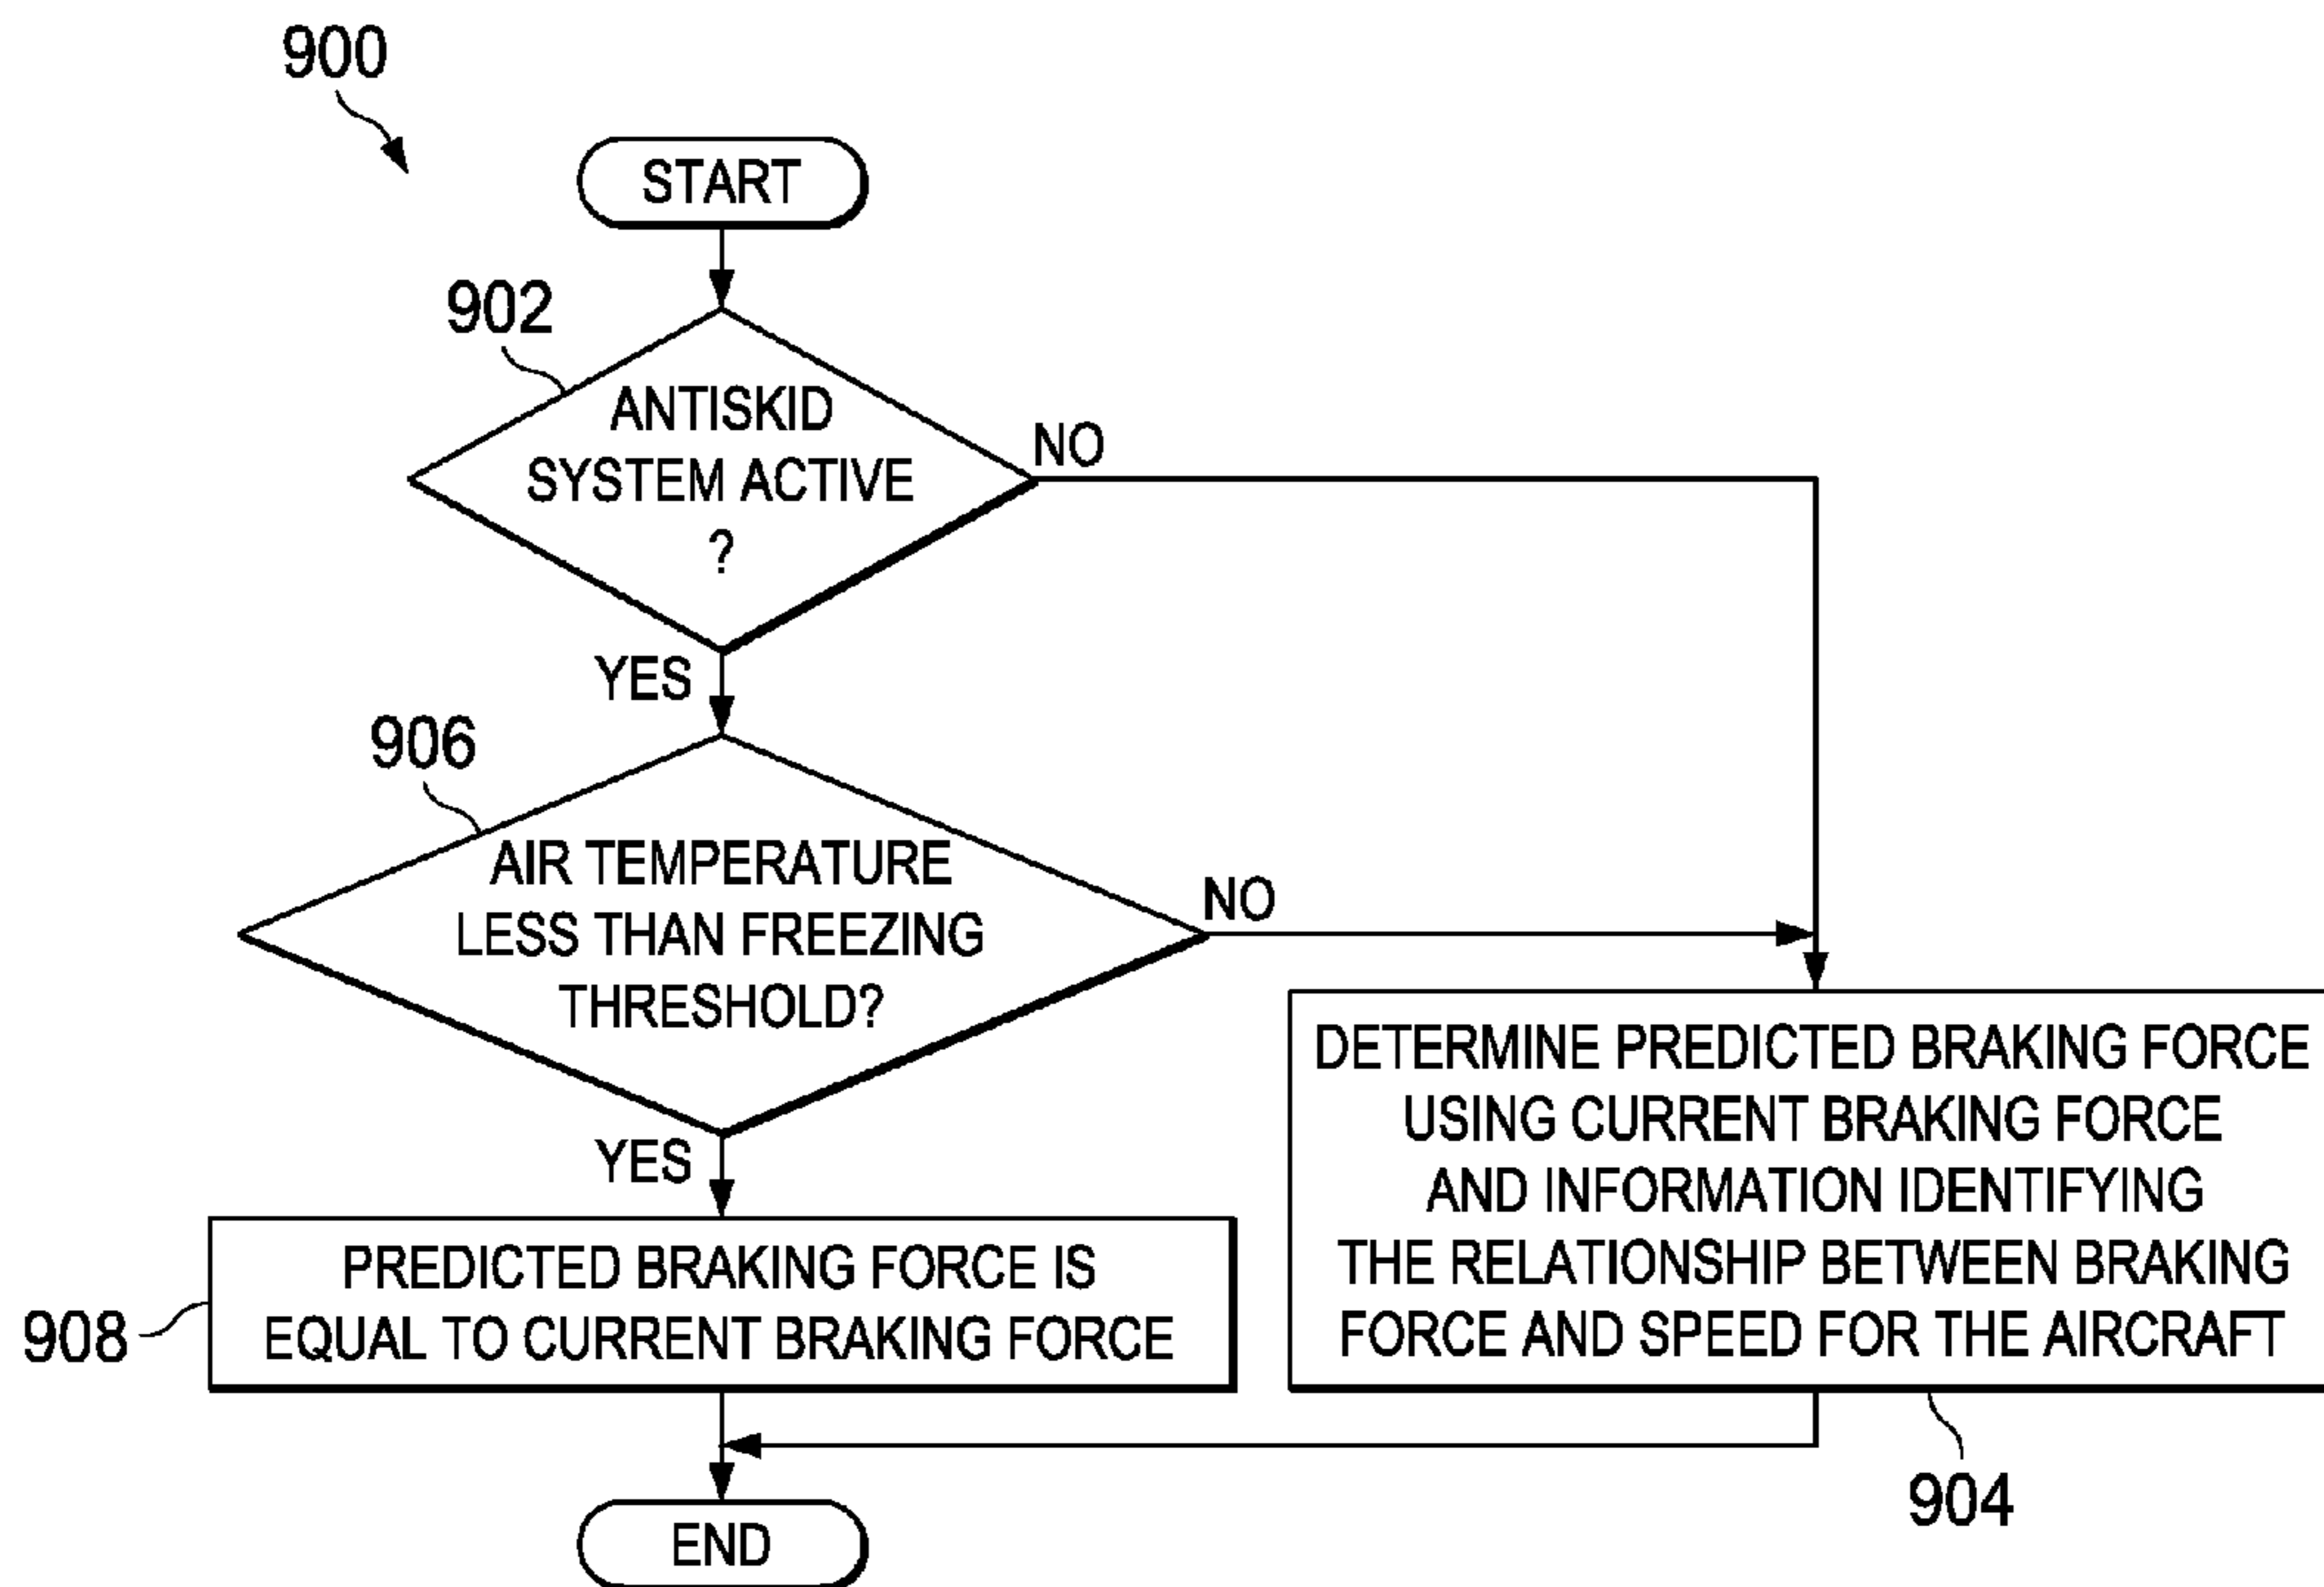 900
START
902
ANTISKID
SYSTEM ACTIVE
?
NO
YES
906
AIR TEMPERATURE
LESS THAN FREEZING
THRESHOLD?
NO
YES
DETERMINE PREDICTED BRAKING FORCE
USING CURRENT BRAKING FORCE
AND INFORMATION IDENTIFYING
THE RELATIONSHIP BETWEEN BRAKING
FORCE AND SPEED FOR THE AIRCRAFT
904
PREDICTED BRAKING FORCE IS
EQUAL TO CURRENT BRAKING FORCE
908
END